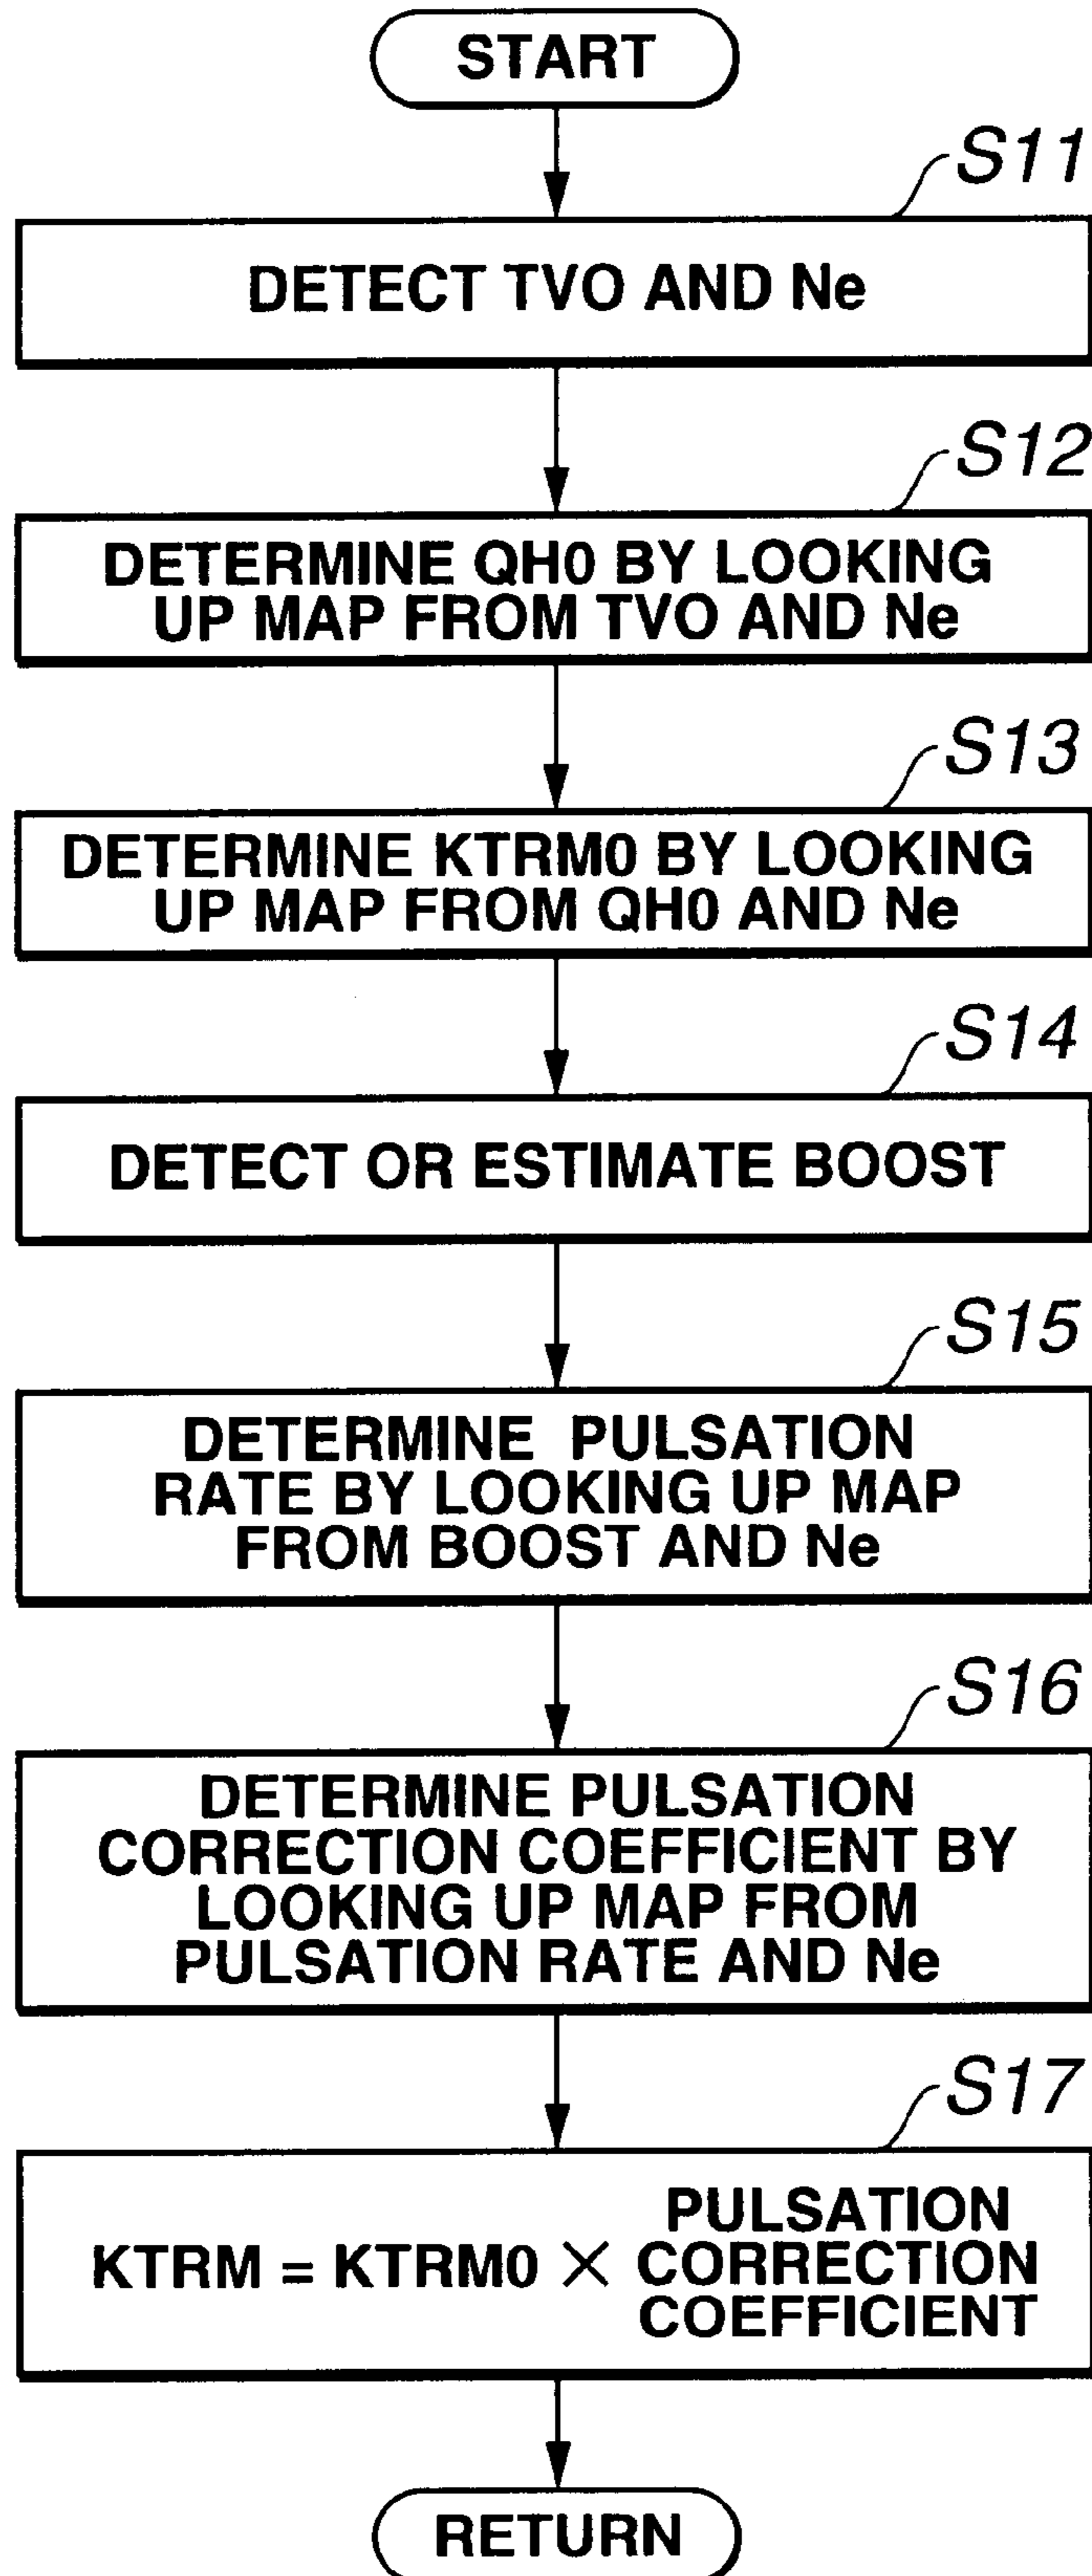 START
S11
DETECT TVO AND Ne
S12
DETERMINE QH0 BY LOOKING
UP MAP FROM TVO AND Ne
S13
DETERMINE KTRM0 BY LOOKING
UP MAP FROM QH0 AND Ne
S14
DETECT OR ESTIMATE BOOST
S15
DETERMINE PULSATION
RATE BY LOOKING UP MAP
FROM BOOST AND Ne
S16
DETERMINE PULSATION
CORRECTION COEFFICIENT BY
LOOKING UP MAP FROM
PULSATION RATE AND Ne
S17
PULSATION
KTRM = KTRM0 × CORRECTION
COEFFICIENT
RETURN